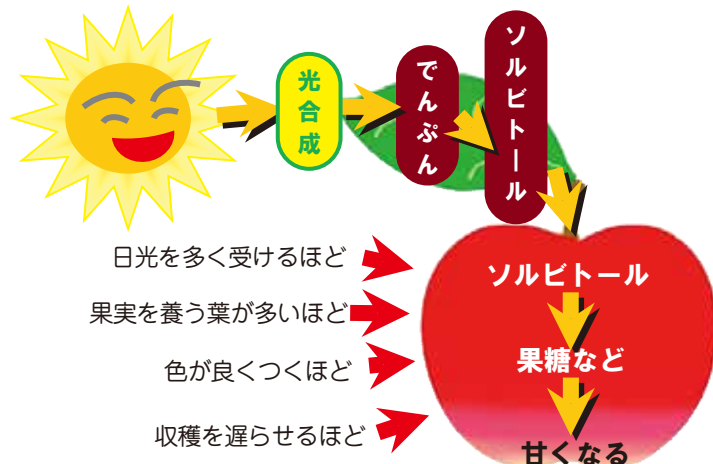 光合成
でんぷん
ソルビトール
日光を多く受けるほど
果実を養う葉が多いほど
色が良くつくほど
収穫を遅らせるほど
ソルビトール
果糖など
甘くなる